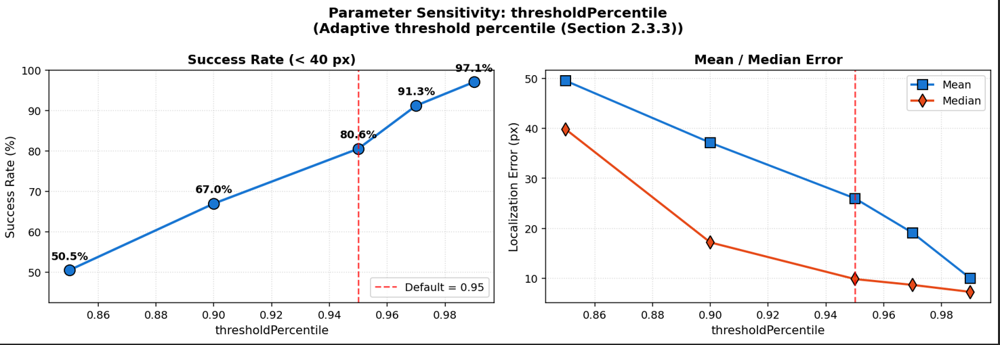 Parameter Sensitivity: thresholdPercentile
(Adaptive threshold percentile (Section 2.3.3))
Success Rate (< 40 px)
Success Rate (%)
100
90
80
70
60
50
50.5%
67.0%
80.6%
91.3%
97.1%
Default = 0.95
0.86 0.88 0.90 0.92 0.94 0.96 0.98
thresholdPercentile
Mean / Median Error
Localization Error (px)
50
40
30
20
10
Mean
Median
0.86 0.88 0.90 0.92 0.94 0.96 0.98
thresholdPercentile